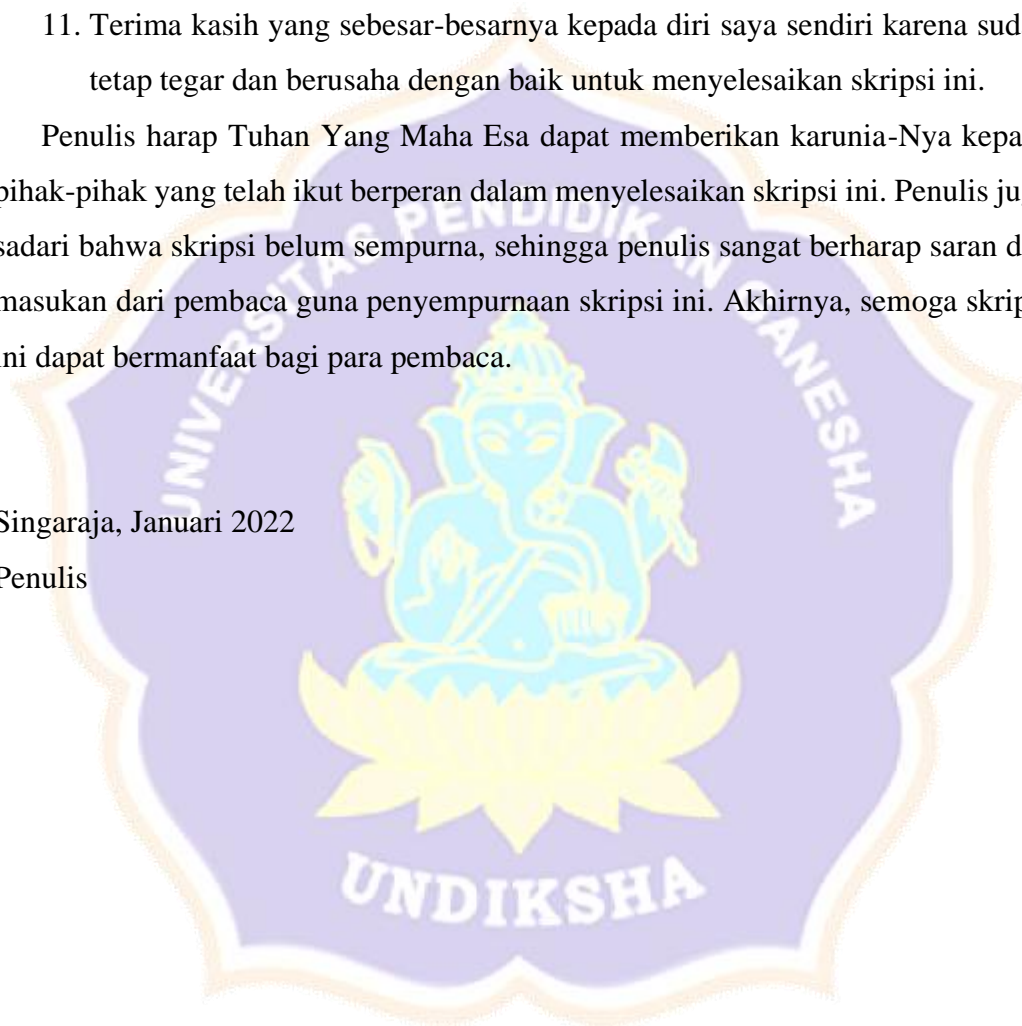 11. Terima kasih yang sebesar-besarnya kepada diri saya sendiri karena sud
tetap tegar dan berusaha dengan baik untuk menyelesaikan skripsi ini.
Penulis harap Tuhan Yang Maha Esa dapat memberikan karunia-Nya kepa
pihak-pihak yang telah ikut berperan dalam menyelesaikan skripsi ini. Penulis ju
sadari bahwa skripsi belum sempurna, sehingga penulis sangat berharap saran d
masukan dari pembaca guna penyempurnaan skripsi ini. Akhirnya, semoga skrip
ini dapat bermanfaat bagi para pembaca.
Singaraja, Januari 2022
Penulis
UNIVERSITAS PENDIDIKAN GANESHA
UNDIKSHA